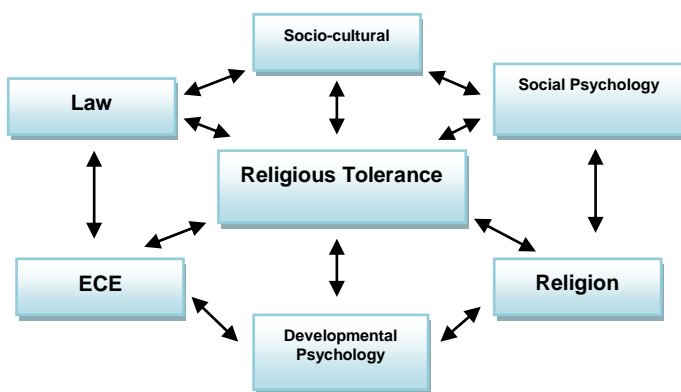 Socio-cultural
Law
Social Psychology
Religious Tolerance
ECE
Religion
Developmental
Psychology